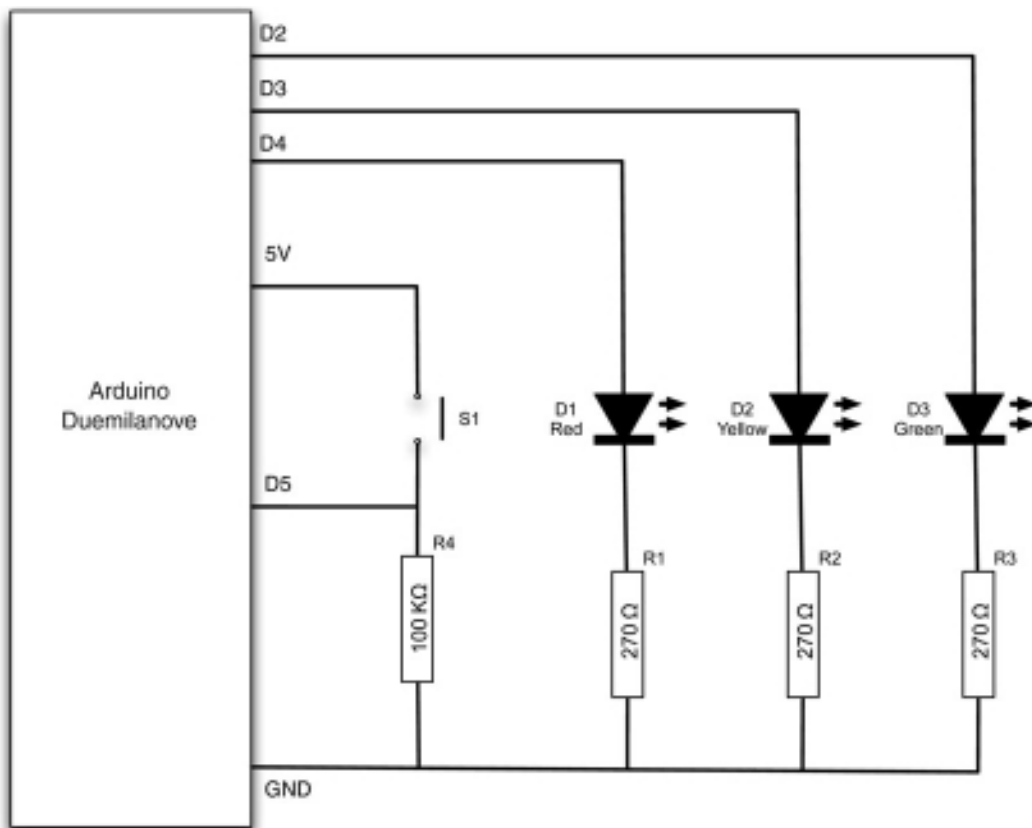 D2
D3
D4
5V
Arduino
Duemilanove
S1
D1
Red
D2
Yellow
D3
Green
D5
R4
100 KΩ
R1
270 Ω
R2
270 Ω
R3
270 Ω
GND